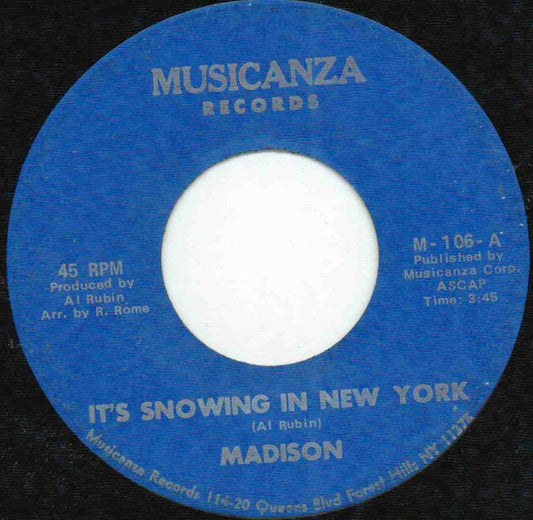 MUSICANZA
RECORDS
45 RPM
Produced by
Al Rubin
Arr. by R. Rome
M-106-A
Published by
Musicanza Corp.
ASCAP
Time: 3:45
IT'S SNOWING IN NEW YORK
(Al Rubin)
MADISON
Musicanza Records 114-20 Queens Blvd Forest Hills NY 11375